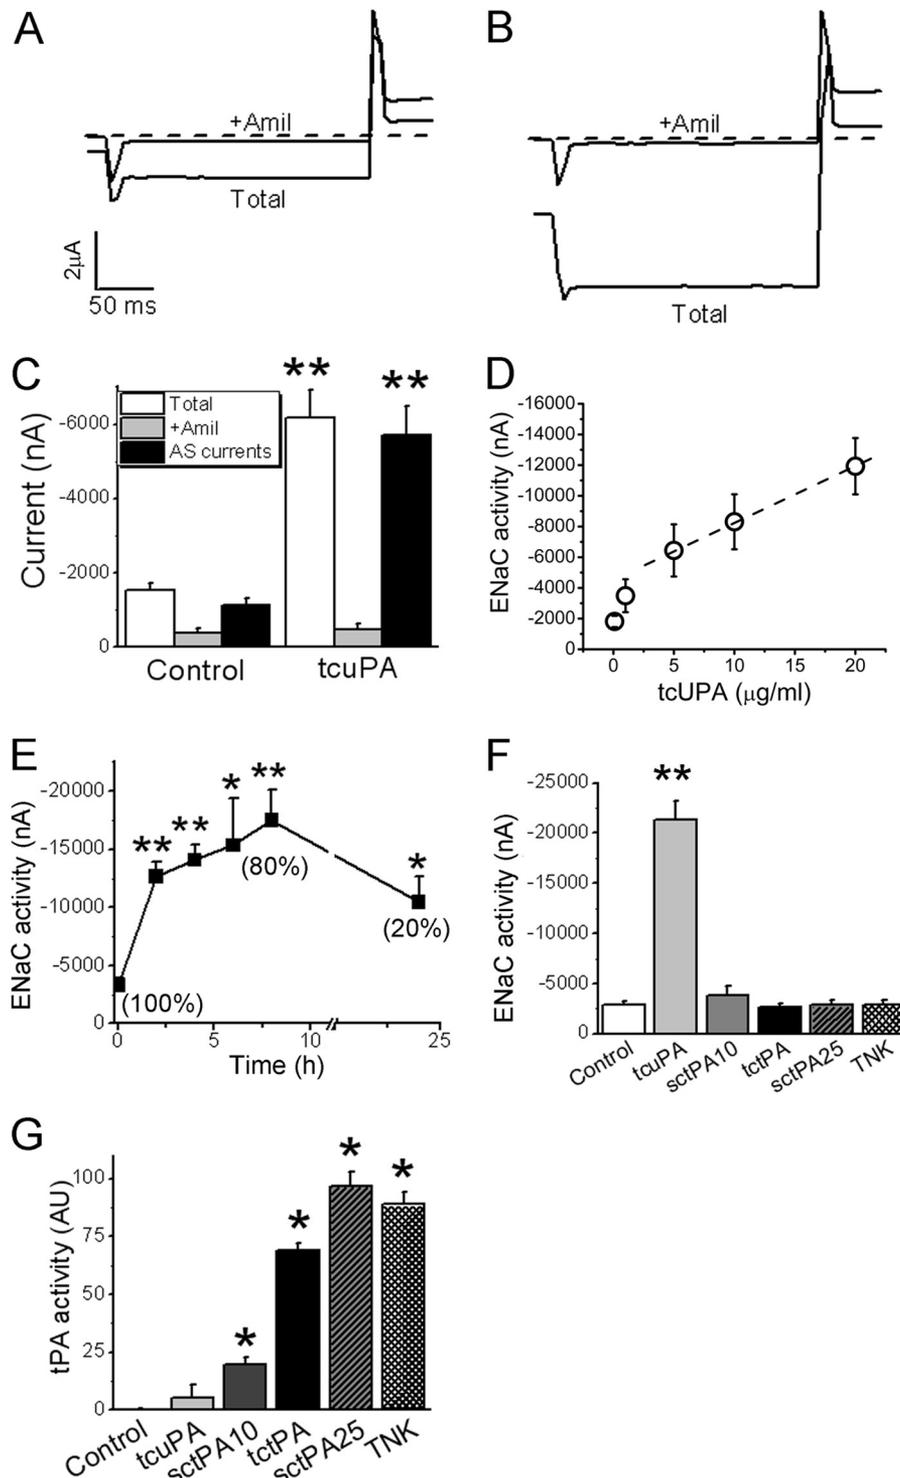 A
B
+Amil
+Amil
Total
Total
2µA
50 ms
C
D
**
**
Total
+Amil
AS currents
Current (nA)
-6000
-4000
-2000
0
Control
tcuPA
ENaC activity (nA)
-16000
-14000
-12000
-10000
-8000
-6000
-4000
-2000
0
0
5
10
15
20
tcUPA (µg/ml)
E
F
ENaC activity (nA)
-20000
-15000
-10000
-5000
0
**
**
*
**
*
(80%)
(20%)
(100%)
0
5
10
25
Time (h)
ENaC activity (nA)
-25000
-20000
-15000
-10000
-5000
0
**
Control
tcuPA
sctPA10
tctPA
sctPA25
TNK
G
tPA activity (AU)
100
75
50
25
0
*
*
*
*
Control
tcuPA
sctPA10
tctPA
sctPA25
TNK